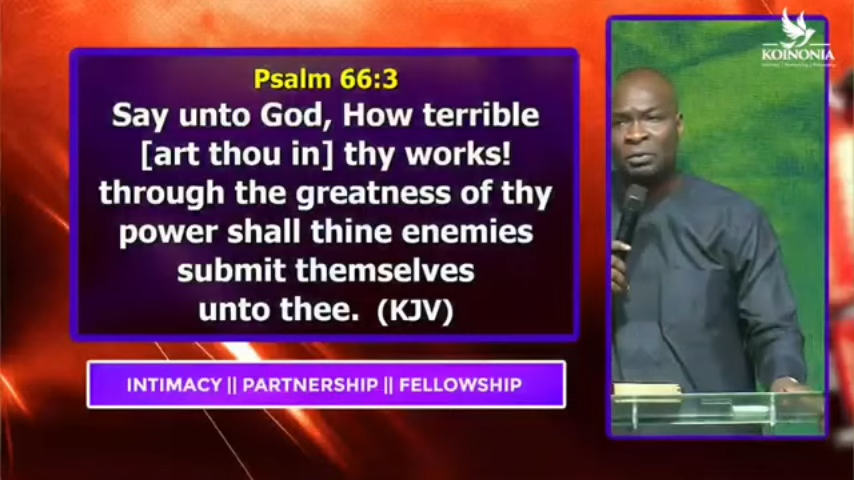 Psalm 66:3
Say unto God, How terrible
[art thou in] thy works!
through the greatness of thy
power shall thine enemies
submit themselves
unto thee. (KJV)
INTIMACY || PARTNERSHIP || FELLOWSHIP
KOINONIA